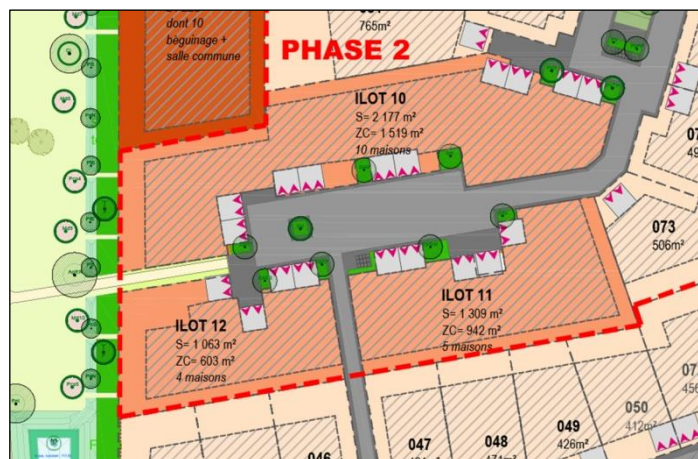 765m²
dont 10
béguinage +
salle commune
PHASE 2
ILOT 10
S= 2 177 m²
ZC= 1 519 m²
10 maisons
073
506m²
ILOT 11
S= 1 309 m²
ZC= 942 m²
5 maisons
ILOT 12
S= 1 063 m²
ZC= 603 m²
4 maisons
046
047
048
049
426m²
050
412m²